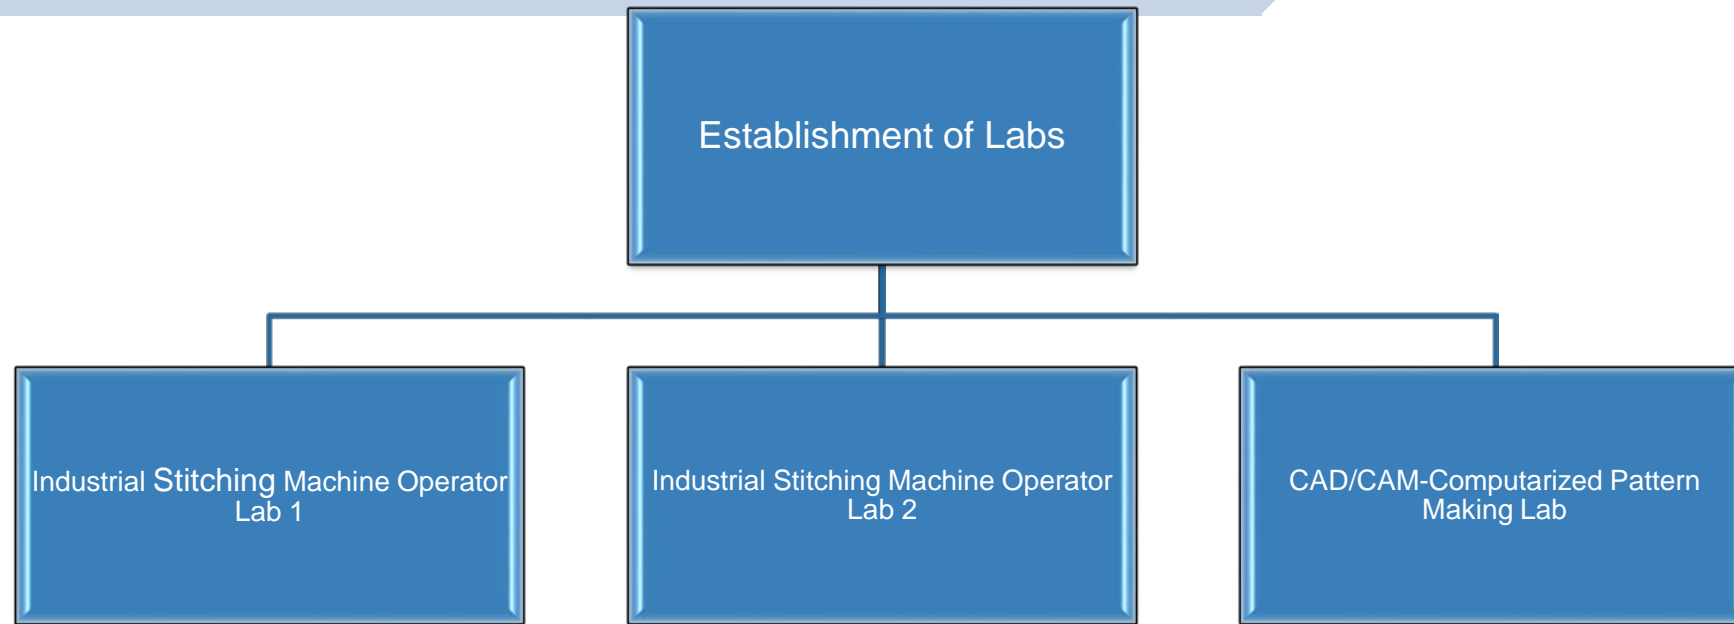 Establishment of Labs
Industrial Stitching Machine Operator
Lab 1
Industrial Stitching Machine Operator
Lab 2
CAD/CAM-Computarized Pattern
Making Lab